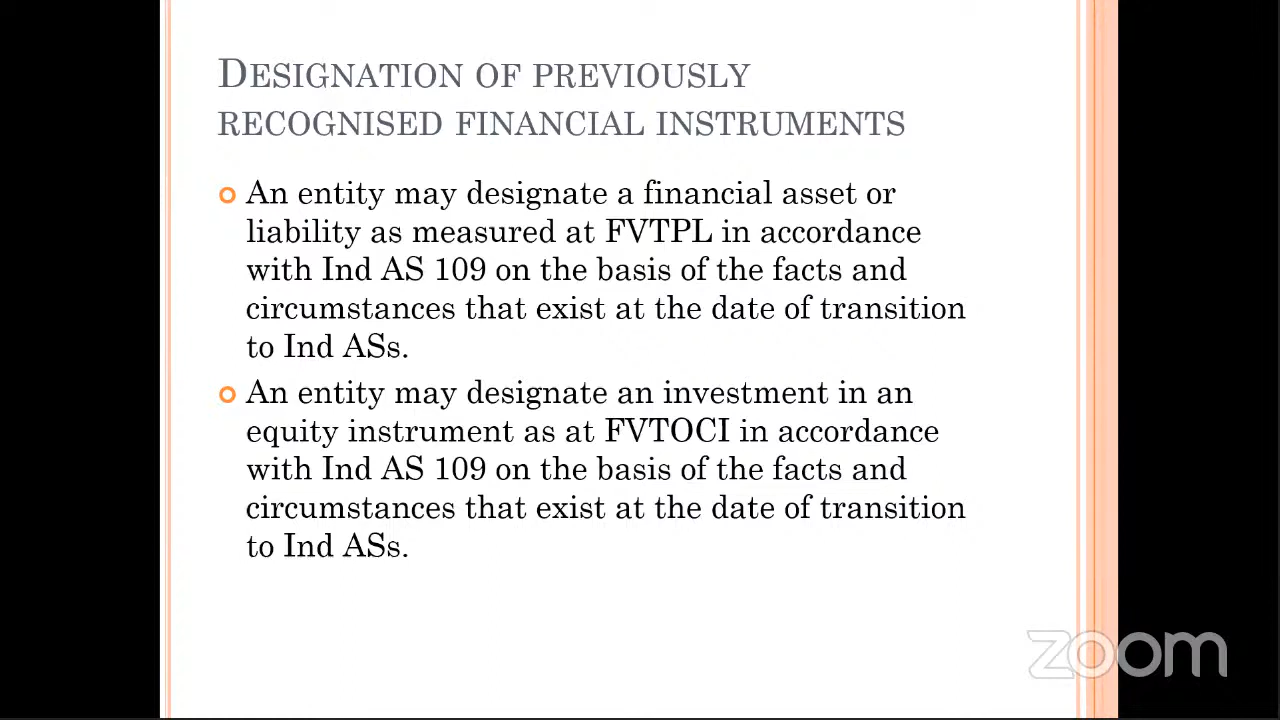 DESIGNATION OF PREVIOUSLY
RECOGNISED FINANCIAL INSTRUMENTS
An entity may designate a financial asset or
liability as measured at FVTPL in accordance
with Ind AS 109 on the basis of the facts and
circumstances that exist at the date of transition
to Ind ASs.
An entity may designate an investment in an
equity instrument as at FVTOCI in accordance
with Ind AS 109 on the basis of the facts and
circumstances that exist at the date of transition
to Ind ASs.
zoom